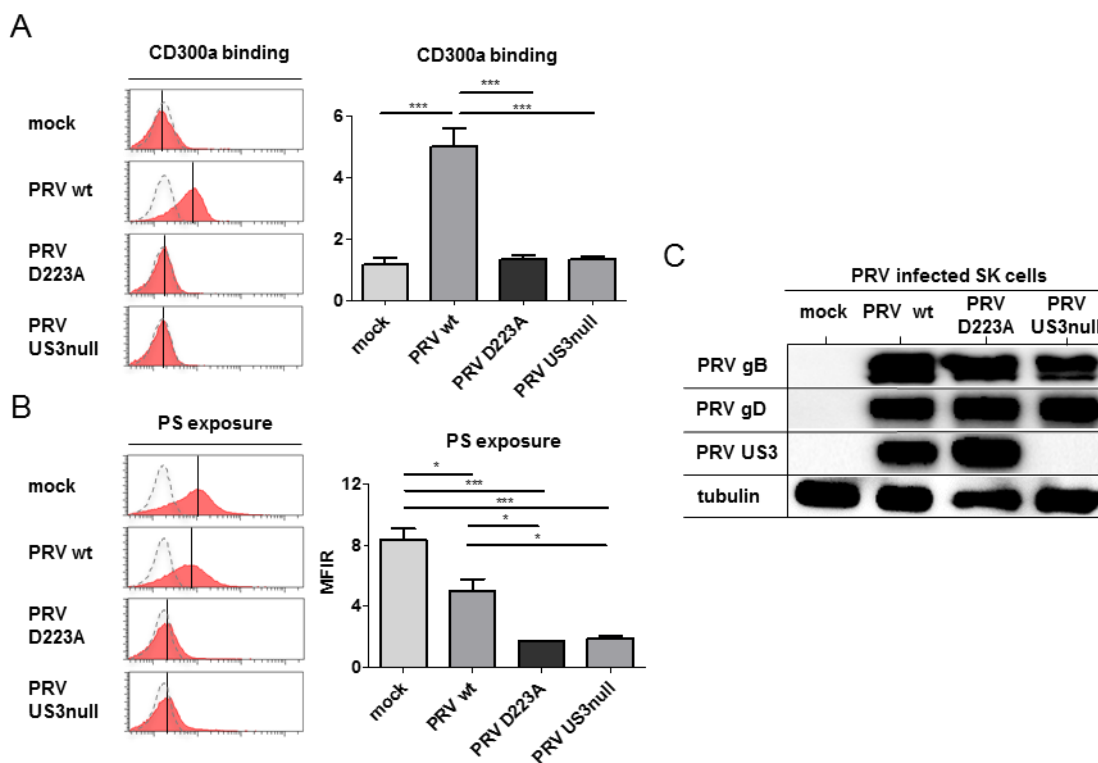 A
CD300a binding
mock
PRV wt
PRV
D223A
PRV
US3null
CD300a binding
***
***
***
6
4
2
0
mock
PRV wt
PRV D223A
PRV US3null
B
PS exposure
mock
PRV wt
PRV
D223A
PRV
US3null
PS exposure
*
***
***
*
*
MFIR
12
8
4
0
mock
PRV wt
PRV D223A
PRV US3null
C
PRV infected SK cells
mock
PRV wt
PRV
D223A
PRV
US3null
PRV gB
PRV gD
PRV US3
tubulin